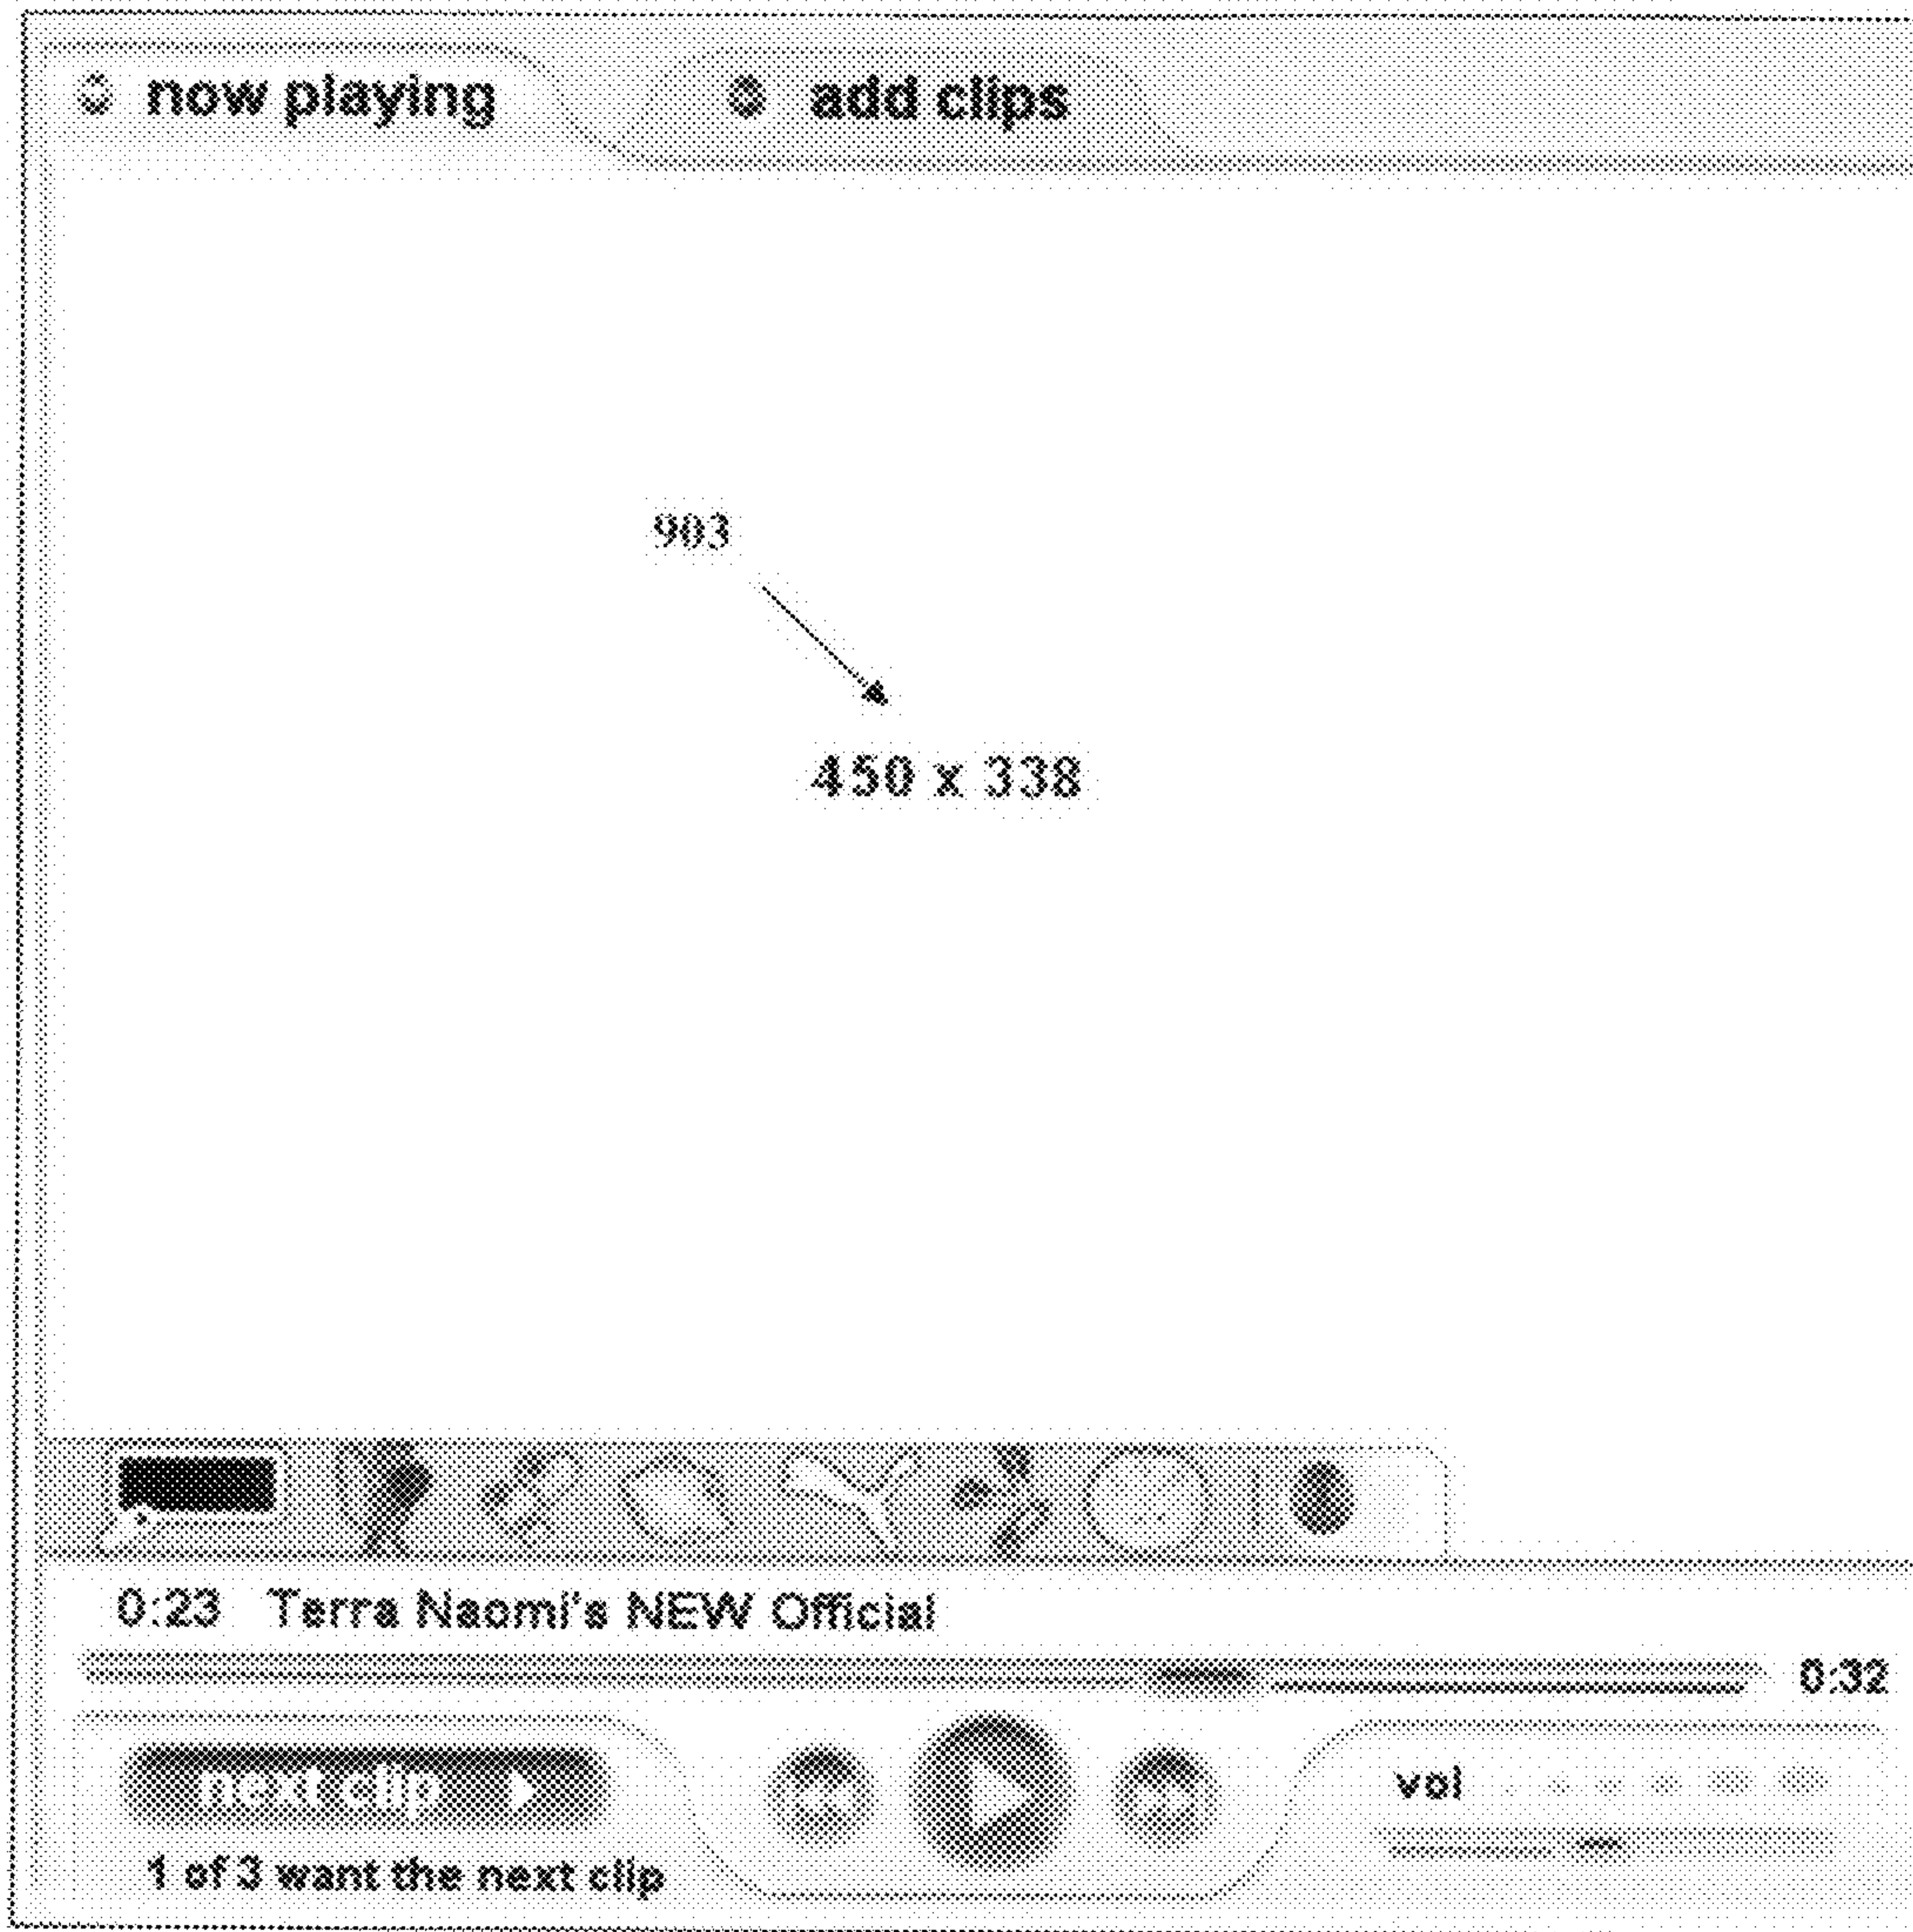 now playing
add clips
903
450 x 338
0:23 Terra Naomi's NEW Official
0:32
next clip
vol
1 of 3 want the next clip